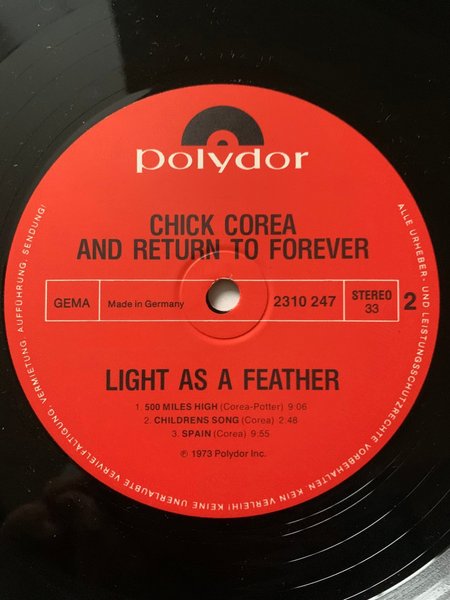 polydor
CHICK COREA
AND RETURN TO FOREVER
GEMA
Made in Germany
2310 247
STEREO
33
2
LIGHT AS A FEATHER
1. 500 MILES HIGH (Corea-Potter) 9:06
2. CHILDRENS SONG (Corea) 2:46
3. SPAIN (Corea) 9:55
℗ 1973 Polydor Inc.
ALLE URHEBER- UND LEISTUNGSSCHUTZRECHTE VORBEHALTEN. KEIN VERLEIH! KEINE UNERLAUBTE VERVIELFÄLTIGUNG, VERMIETUNG, AUFFÜHRUNG, SENDUNG!